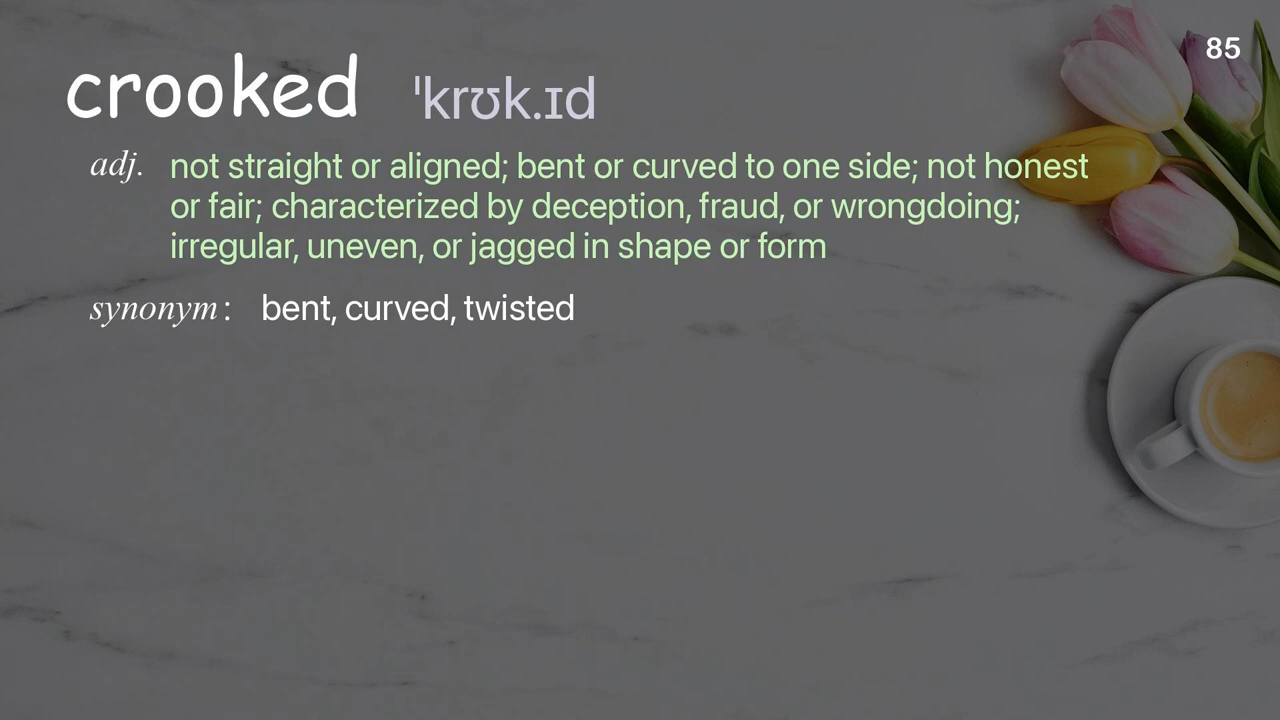 85
crooked ˈkrʊk.ɪd
adj. not straight or aligned; bent or curved to one side; not honest
or fair; characterized by deception, fraud, or wrongdoing;
irregular, uneven, or jagged in shape or form
synonym: bent, curved, twisted